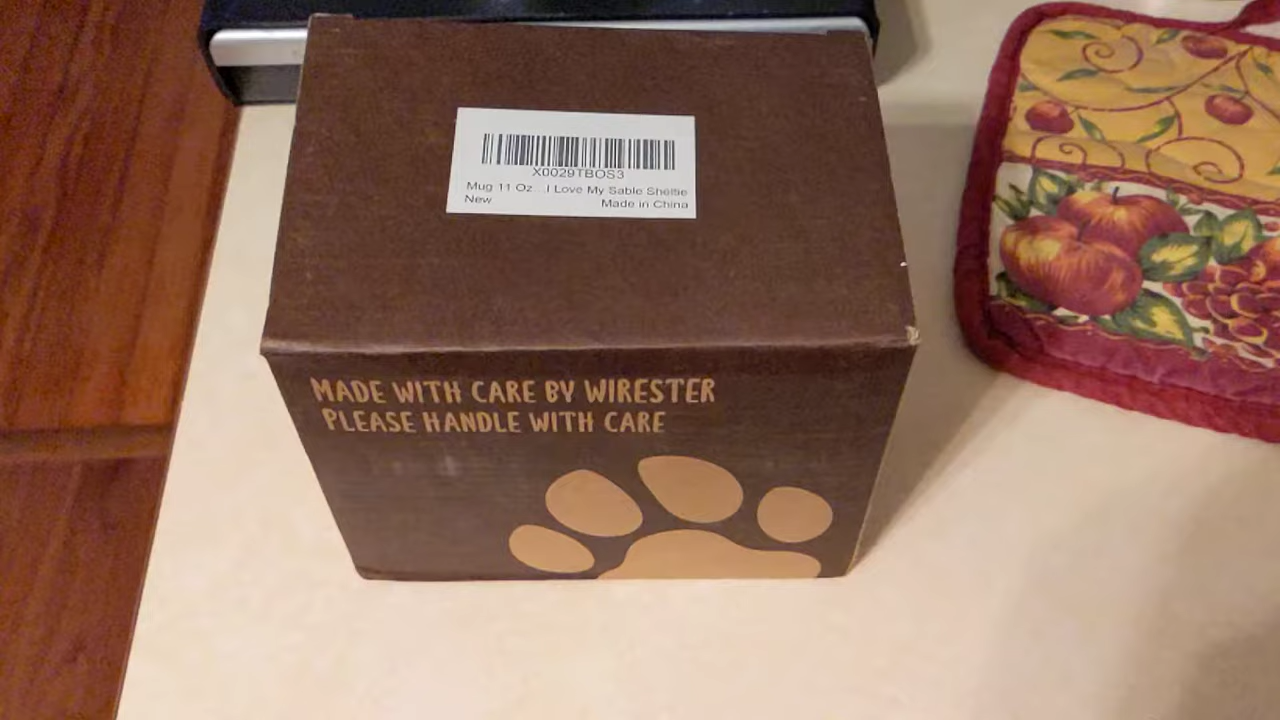 X0029TBOS3
Mug 11 Oz...I Love My Sable Sheltie
New Made in China
MADE WITH CARE BY WIRESTER
PLEASE HANDLE WITH CARE